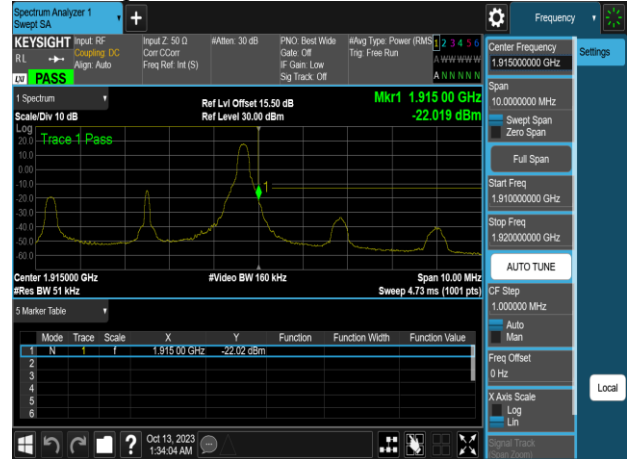 Spectrum Analyzer 1
Swept SA
Frequency
KEYSIGHT
Input: RF
Coupling: DC
Align: Auto
Input Z: 50 Ω
Corr CCorr
Freq Ref: Int (S)
#Atten: 30 dB
PNO: Best Wide
Gate: Off
IF Gain: Low
Sig Track: Off
#Avg Type: Power (RMS
Trig: Free Run
1 2 3 4 5 6
A W W W W W
A N N N N N
R L
LXI
PASS
Center Frequency
1.915000000 GHz
Settings
Span
10.0000000 MHz
Swept Span
Zero Span
Full Span
Start Freq
1.910000000 GHz
Stop Freq
1.920000000 GHz
AUTO TUNE
CF Step
1.000000 MHz
Auto
Man
Freq Offset
0 Hz
X Axis Scale
Log
Lin
Signal Track
(Span Zoom)
Local
1 Spectrum
Scale/Div 10 dB
Ref Lvl Offset 15.50 dB
Ref Level 30.00 dBm
Mkr1 1.915 00 GHz
-22.019 dBm
Log
Trace 1 Pass
20.0
10.0
0.00
-10.0
-20.0
-30.0
-40.0
-50.0
-60.0
1
Center 1.915000 GHz
#Res BW 51 kHz
#Video BW 160 kHz
Span 10.00 MHz
Sweep 4.73 ms (1001 pts)
5 Marker Table
Mode Trace Scale X Y Function Function Width Function Value
1 N 1 f 1.915 00 GHz -22.02 dBm
2
3
4
5
6
?
Oct 13, 2023
1:34:04 AM